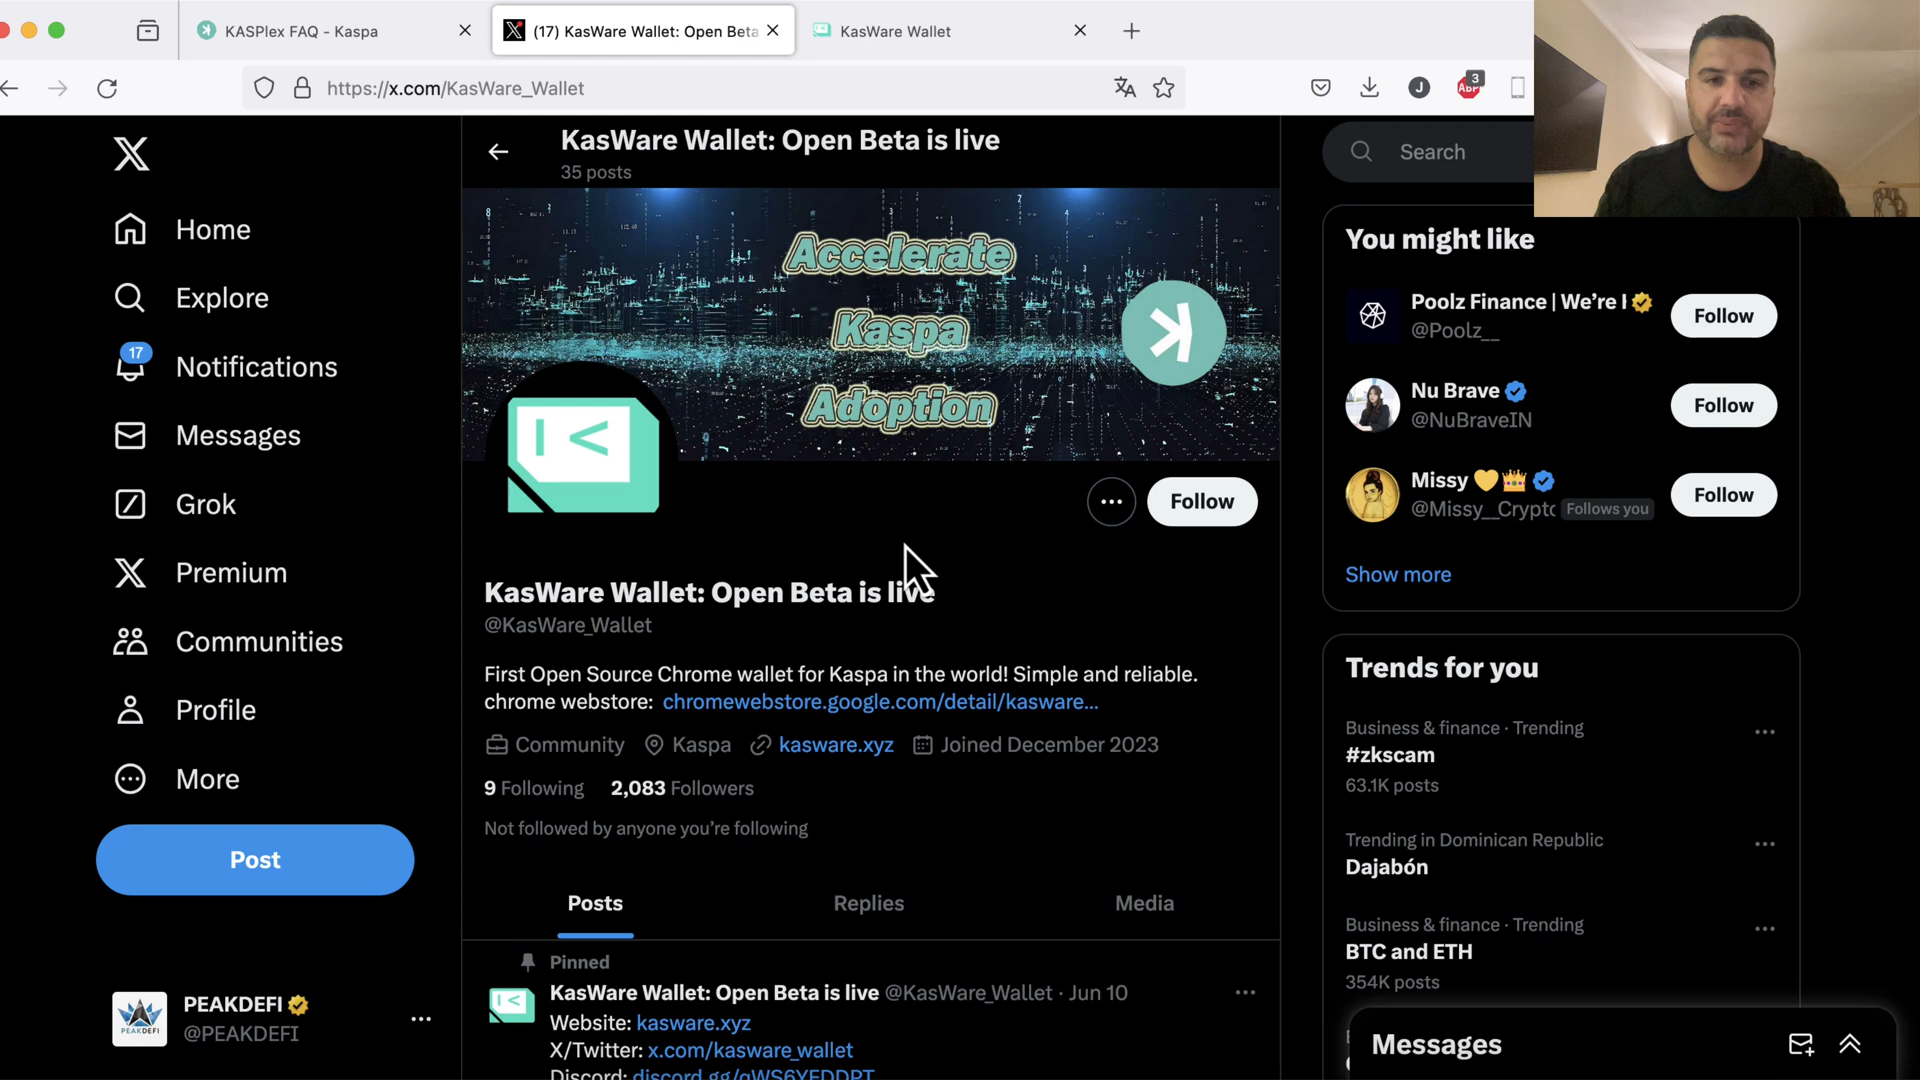 KASPlex FAQ - Kaspa
(17) KasWare Wallet: Open Beta
KasWare Wallet
https://x.com/KasWare_Wallet
J
ABP
3
KasWare Wallet: Open Beta is live
35 posts
Accelerate
Kaspa
Adoption
Follow
KasWare Wallet: Open Beta is live
@KasWare_Wallet
First Open Source Chrome wallet for Kaspa in the world! Simple and reliable.
chrome webstore: chromewebstore.google.com/detail/kasware...
Community Kaspa kasware.xyz Joined December 2023
9 Following 2,083 Followers
Not followed by anyone you're following
Posts Replies Media
Pinned
KasWare Wallet: Open Beta is live @KasWare_Wallet · Jun 10
Website: kasware.xyz
X/Twitter: x.com/kasware_wallet
Discord:
Home
Explore
17
Notifications
Messages
Grok
Premium
Communities
Profile
More
Post
PEAKDEFI
PEAKDEFI
@PEAKDEFI
Search
You might like
Poolz Finance | We're
@Poolz__
Follow
Nu Brave
@NuBraveIN
Follow
Missy
@Missy__Crypto Follows you
Follow
Show more
Trends for you
Business & finance · Trending
#zkscam
63.1K posts
Trending in Dominican Republic
Dajabón
Business & finance · Trending
BTC and ETH
354K posts
Messages